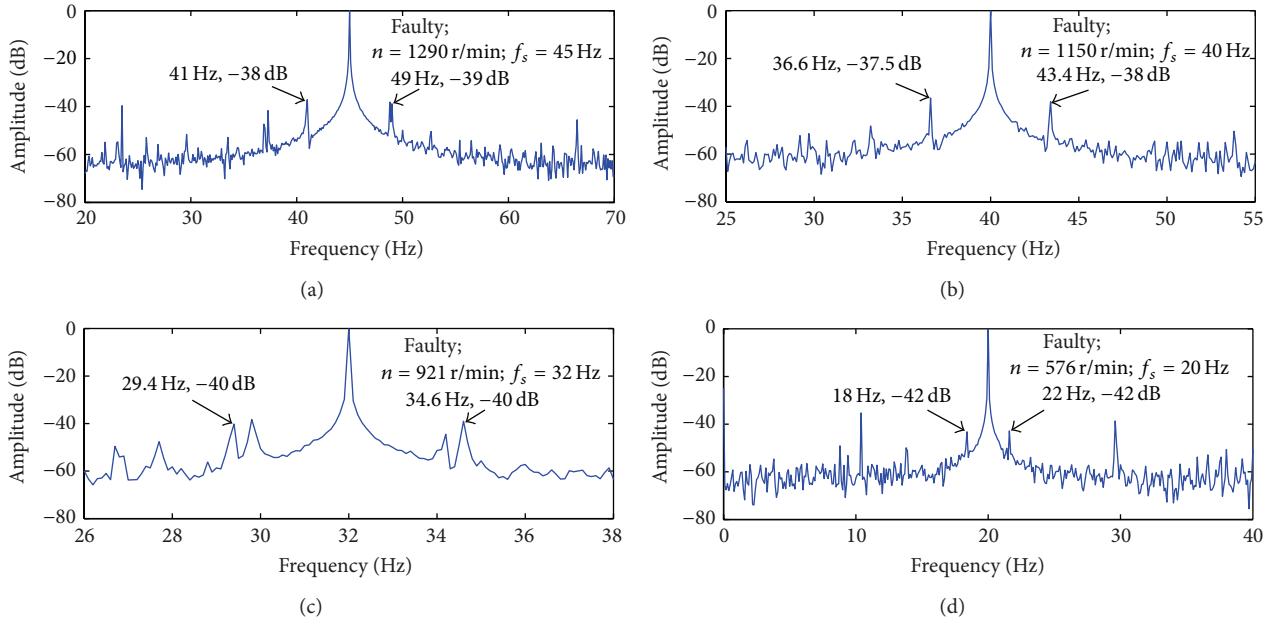 0
−20
−40
−60
−80
Amplitude (dB)
Faulty;
n = 1290 r/min; f_s = 45 Hz
41 Hz, −38 dB
49 Hz, −39 dB
20 30 40 50 60 70
Frequency (Hz)
(a)
0
−20
−40
−60
−80
Amplitude (dB)
Faulty;
n = 1150 r/min; f_s = 40 Hz
36.6 Hz, −37.5 dB
43.4 Hz, −38 dB
25 30 35 40 45 50 55
Frequency (Hz)
(b)
0
−20
−40
−60
−80
Amplitude (dB)
Faulty;
n = 921 r/min; f_s = 32 Hz
29.4 Hz, −40 dB
34.6 Hz, −40 dB
26 28 30 32 34 36 38
Frequency (Hz)
(c)
0
−20
−40
−60
−80
Amplitude (dB)
Faulty;
n = 576 r/min; f_s = 20 Hz
18 Hz, −42 dB
22 Hz, −42 dB
0 10 20 30 40
Frequency (Hz)
(d)